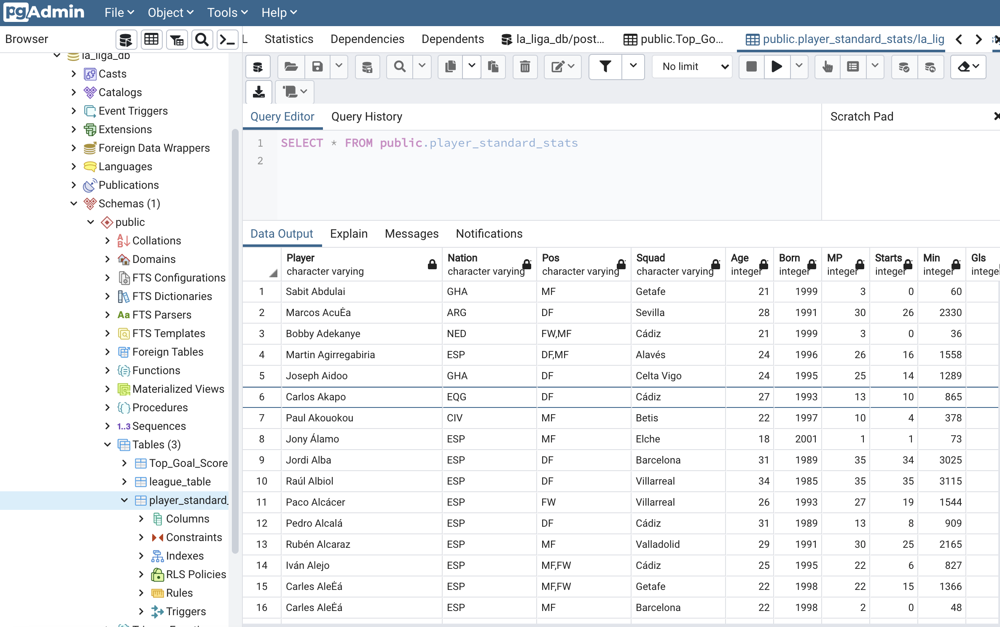 pgAdmin File Object Tools Help
Browser
L Statistics Dependencies Dependents la_liga_db/post... public.Top_Go... public.player_standard_stats/la_lig
la_liga_db
Casts
Catalogs
Event Triggers
Extensions
Foreign Data Wrappers
Languages
Publications
Schemas (1)
public
A B Collations
Domains
FTS Configurations
FTS Dictionaries
Aa FTS Parsers
FTS Templates
Foreign Tables
Functions
Materialized Views
Procedures
1..3 Sequences
Tables (3)
Top_Goal_Score
league_table
player_standard_
Columns
Constraints
Indexes
RLS Policies
Rules
Triggers
No limit
Query Editor Query History
Scratch Pad
1 SELECT * FROM public.player_standard_stats
2
Data Output Explain Messages Notifications
Player Nation Pos Squad Age Born MP Starts Min Gls
character varying character varying character varying character varying integer integer integer integer integer intege
1 Sabit Abdulai GHA MF Getafe 21 1999 3 0 60
2 Marcos AcuĖa ARG DF Sevilla 28 1991 30 26 2330
3 Bobby Adekanye NED FW,MF Cádiz 21 1999 3 0 36
4 Martin Agirregabiria ESP DF,MF Alavés 24 1996 26 16 1558
5 Joseph Aidoo GHA DF Celta Vigo 24 1995 25 14 1289
6 Carlos Akapo EQG DF Cádiz 27 1993 13 10 865
7 Paul Akouokou CIV MF Betis 22 1997 10 4 378
8 Jony Álamo ESP MF Elche 18 2001 1 1 73
9 Jordi Alba ESP DF Barcelona 31 1989 35 34 3025
10 Raúl Albiol ESP DF Villarreal 34 1985 35 35 3115
11 Paco Alcácer ESP FW Villarreal 26 1993 27 19 1544
12 Pedro Alcalá ESP DF Cádiz 31 1989 13 8 909
13 Rubén Alcaraz ESP MF Valladolid 29 1991 30 25 2165
14 Iván Alejo ESP MF,FW Cádiz 25 1995 22 6 827
15 Carles AleĖá ESP MF,FW Getafe 22 1998 22 15 1366
16 Carles AleĖá ESP MF Barcelona 22 1998 2 0 48